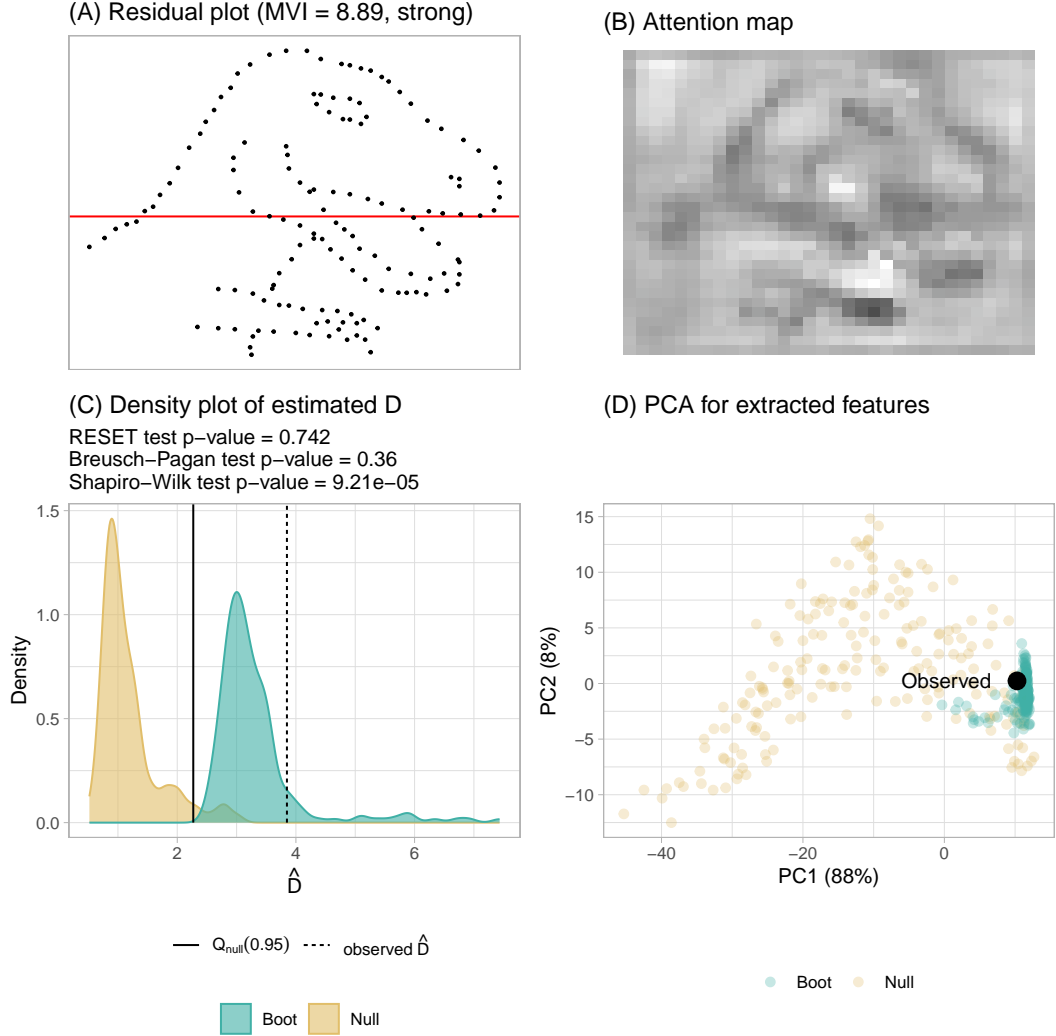 (A) Residual plot (MVI = 8.89, strong)
(B) Attention map
(C) Density plot of estimated D
RESET test p−value = 0.742
Breusch−Pagan test p−value = 0.36
Shapiro−Wilk test p−value = 9.21e−05
1.5
1.0
0.5
0.0
Density
2 4 6
D̂
Q_null(0.95) observed D̂
Boot Null
(D) PCA for extracted features
15
10
5
0
−5
−10
PC2 (8%)
Observed
−40 −20 0
PC1 (88%)
Boot Null